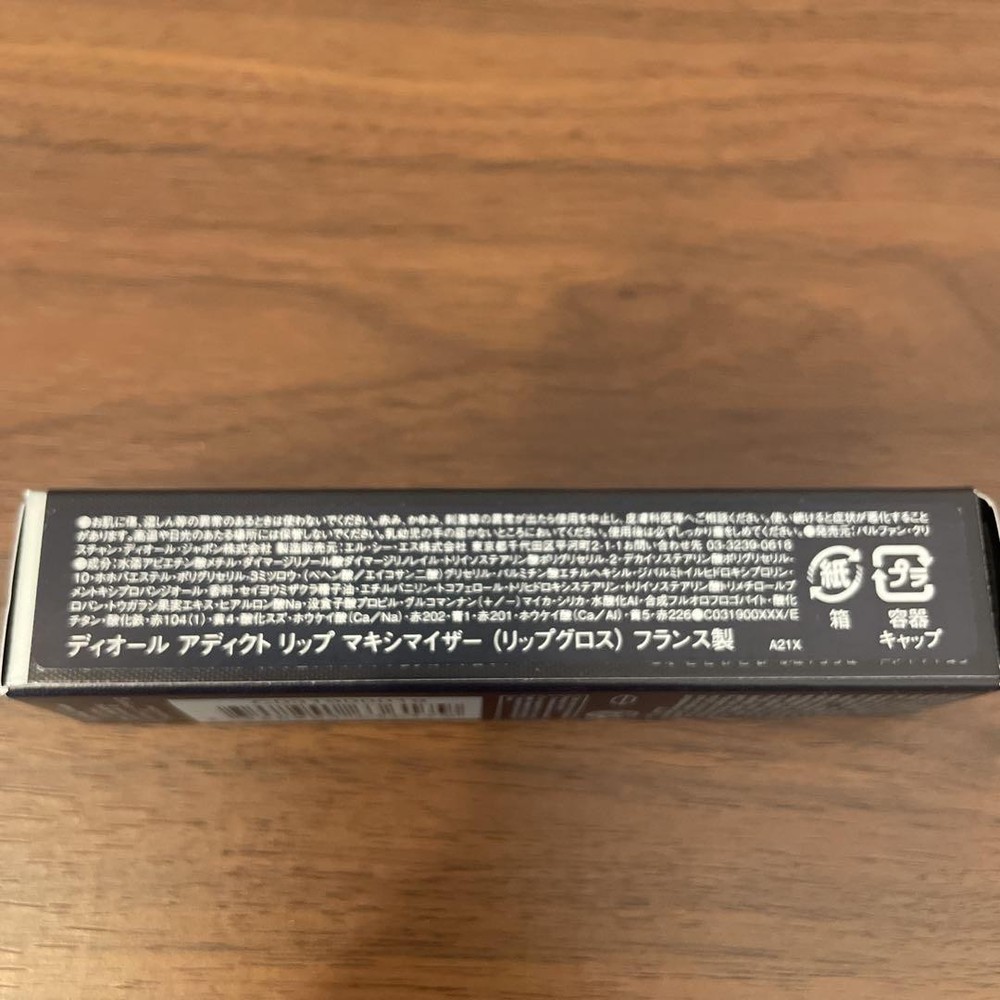 ●お肌に傷、湿しん等の異常のあるときは使わないでください。赤み、かゆみ、刺激等の異常が出たら使用を中止し、皮膚科医等へご相談ください。使い続けると症状が悪化すること
があります。高温や日光のあたる場所には保管しないでください。乳幼児の手の届かないところにおいてください。使用後は必ずしっかり蓋をしめてください。●発売元:パルファン・クリ
スチャン・ディオール・ジャポン株式会社 製造販売元:エル・シー・エス株式会社 東京都千代田区平河町2-1-1お問い合わせ先 03-3239-0618
●成分:水添アビエチン酸メチル・ダイマージリノール酸ダイマージリノレイル・トリイソステアリン酸ポリグリセリル-2・デカイソステアリン酸ポリグリセリル-
10・ホホバエステル・ポリグリセリル-3ミツロウ・(ベヘン酸/エイコサン二酸)グリセリル・パルミチン酸エチルヘキシル・ジパルミトイルヒドロキシプロリン・
メントキシプロパンジオール・香料・セイヨウミザクラ種子油・エチルバニリン・トコフェロール・トリヒドロキシステアリン・トリイソステアリン酸トリメチロールプ
ロパン・トウガラシ果実エキス・ヒアルロン酸Na・没食子酸プロピル・グルコマンナン(+/-)マイカ・シリカ・水酸化Al・合成フルオロフロゴパイト・酸化
チタン・酸化鉄・赤104(1)・黄4・酸化スズ・ホウケイ酸(Ca/Na)・赤202・青1・赤201・ホウケイ酸(Ca/Al)・黄5・赤226●C031900XXX/E
ディオール アディクト リップ マキシマイザー (リップグロス) フランス製 A21X
紙
箱
プラ
容器
キャップ